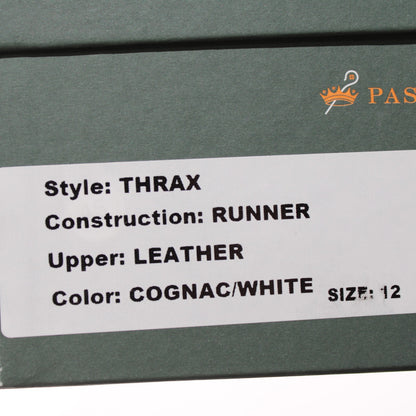 PAS
Style: THRAX
Construction: RUNNER
Upper: LEATHER
Color: COGNAC/WHITE SIZE: 12